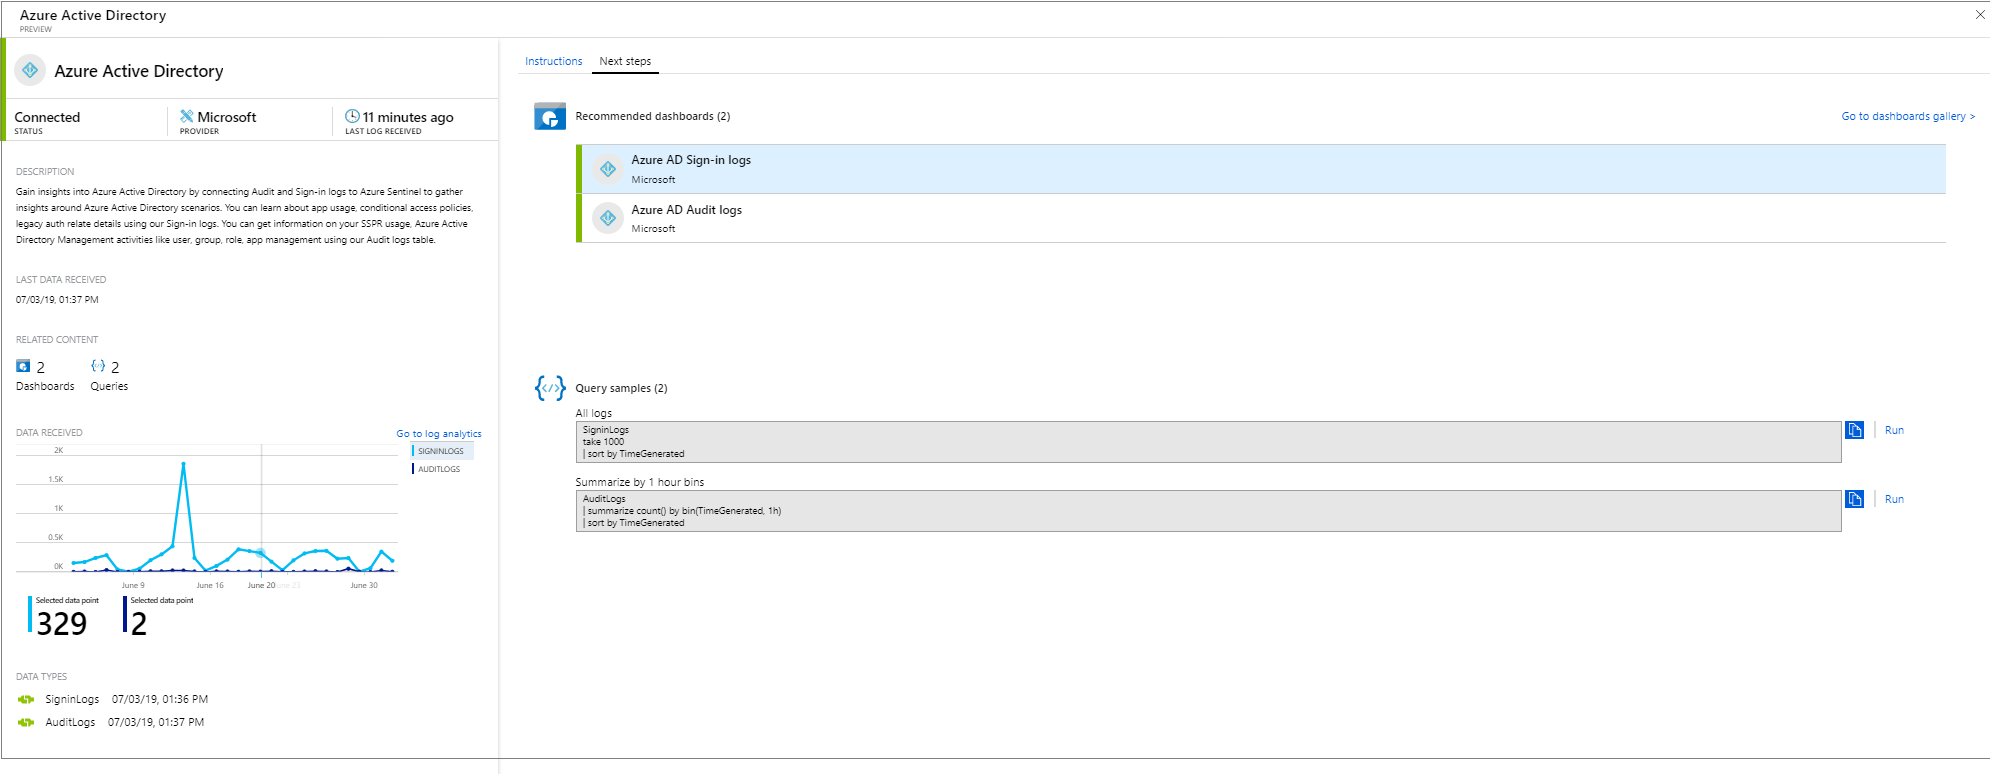 Azure Active Directory
PREVIEW
Azure Active Directory
Connected
STATUS
Microsoft
PROVIDER
11 minutes ago
LAST LOG RECEIVED
DESCRIPTION
Gain insights into Azure Active Directory by connecting Audit and Sign-in logs to Azure Sentinel to gather
insights around Azure Active Directory scenarios. You can learn about app usage, conditional access policies,
legacy auth relate details using our Sign-in logs. You can get information on your SSPR usage, Azure Active
Directory Management activities like user, group, role, app management using our Audit logs table.
LAST DATA RECEIVED
07/03/19, 01:37 PM
RELATED CONTENT
2
Dashboards
2
Queries
DATA RECEIVED
Go to log analytics
SIGNINLOGS
AUDITLOGS
2K
1.5K
1K
0.5K
0K
June 9
June 16
June 20
June 23
June 30
Selected data point
329
Selected data point
2
DATA TYPES
SigninLogs 07/03/19, 01:36 PM
AuditLogs 07/03/19, 01:37 PM
Instructions
Next steps
Recommended dashboards (2)
Go to dashboards gallery >
Azure AD Sign-in logs
Microsoft
Azure AD Audit logs
Microsoft
Query samples (2)
All logs
SigninLogs
take 1000
| sort by TimeGenerated
Run
Summarize by 1 hour bins
AuditLogs
| summarize count() by bin(TimeGenerated, 1h)
| sort by TimeGenerated
Run